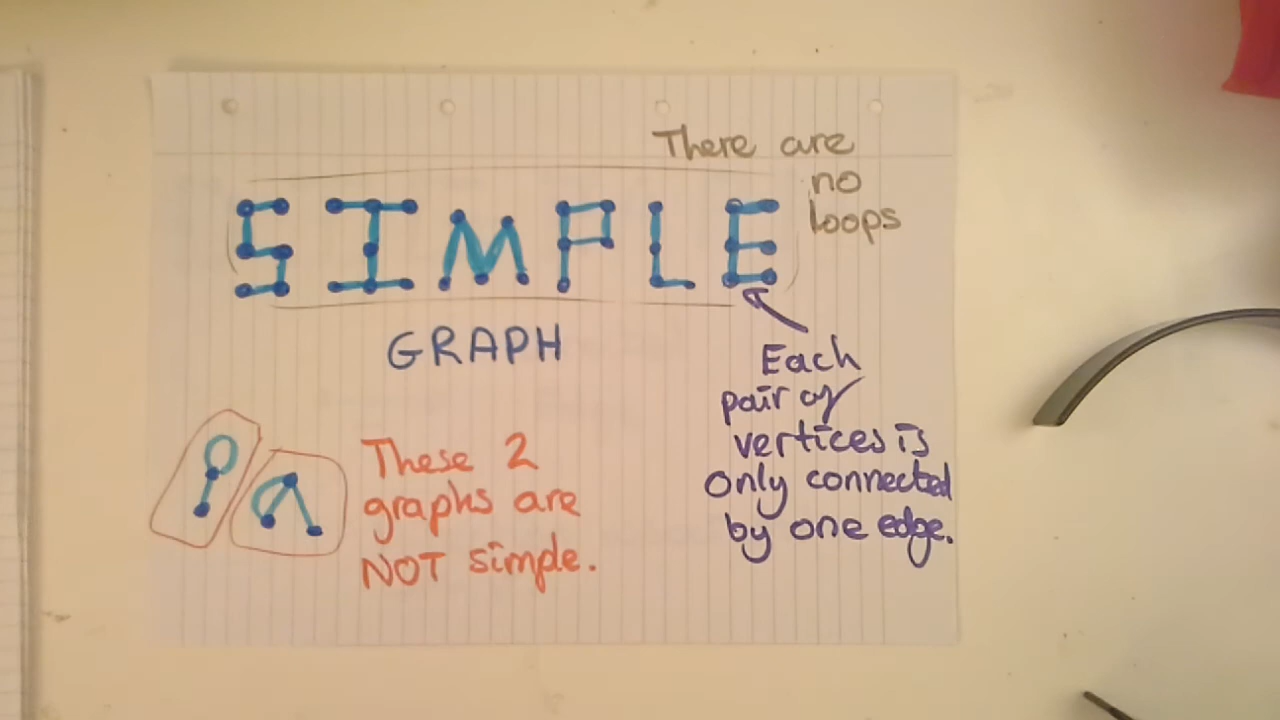 There are
no
loops
SIMPLE
GRAPH
Each
pair of
vertices is
only connected
by one edge.
These 2
graphs are
NOT simple.